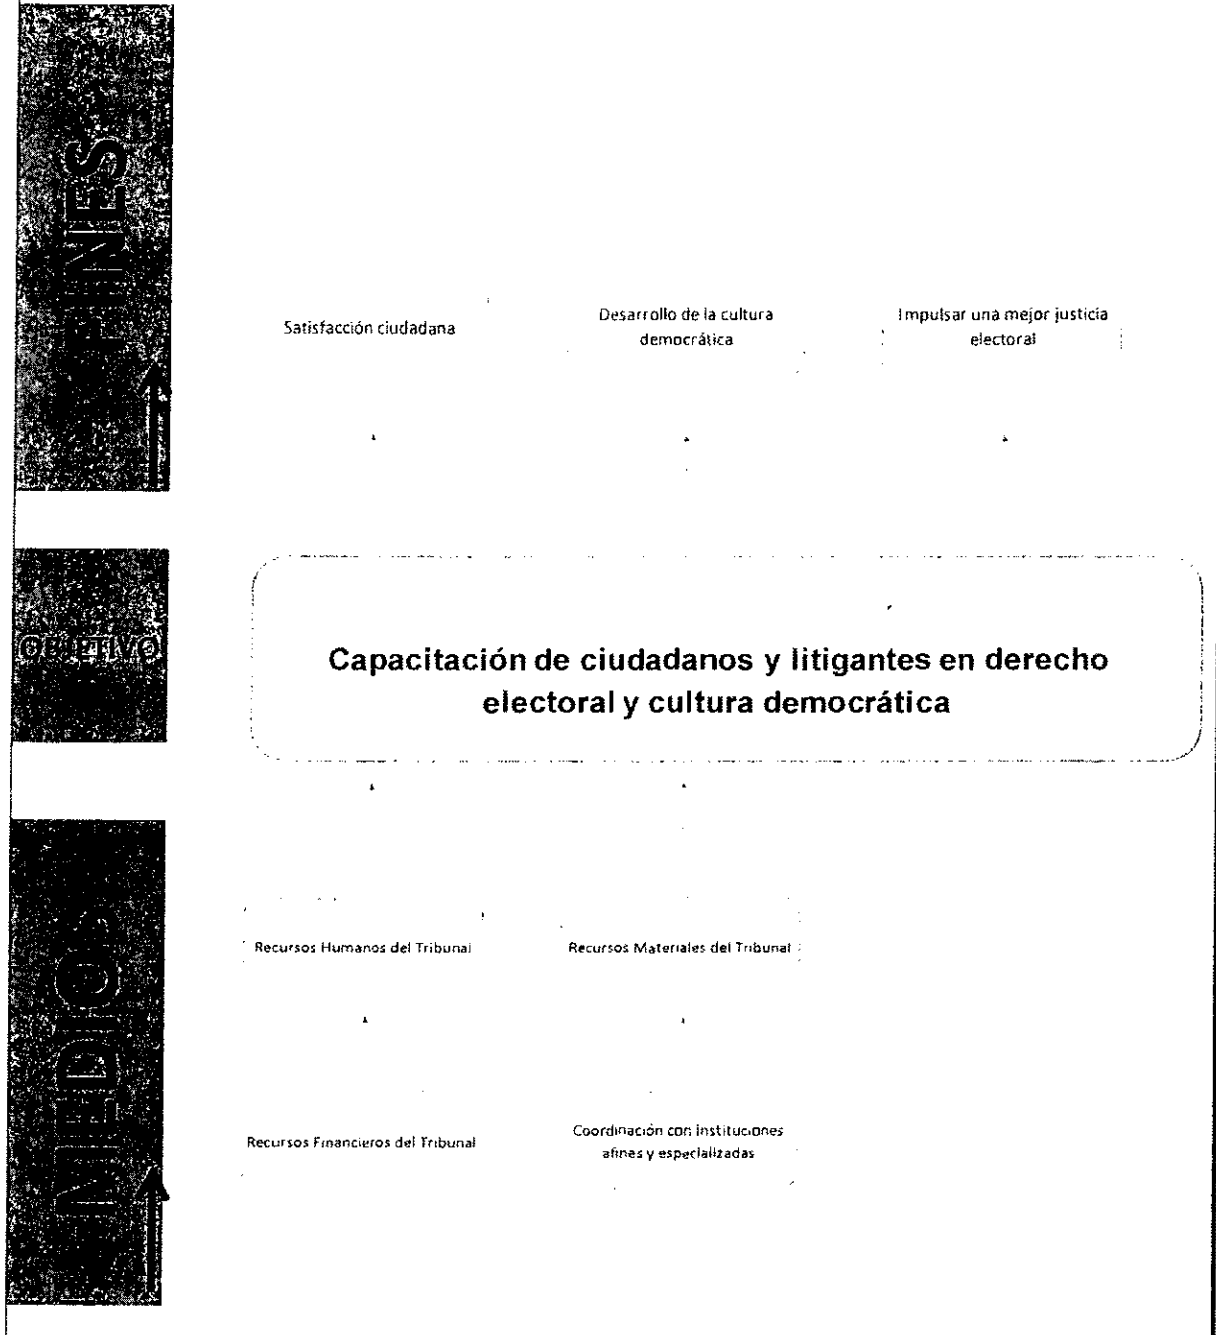 FINES
Satisfacción ciudadana
Desarrollo de la cultura
democrática
Impulsar una mejor justicia
electoral
OBJETIVO
Capacitación de ciudadanos y litigantes en derecho
electoral y cultura democrática
MEDIOS
Recursos Humanos del Tribunal
Recursos Materiales del Tribunal
Recursos Financieros del Tribunal
Coordinación con instituciones
afines y especializadas